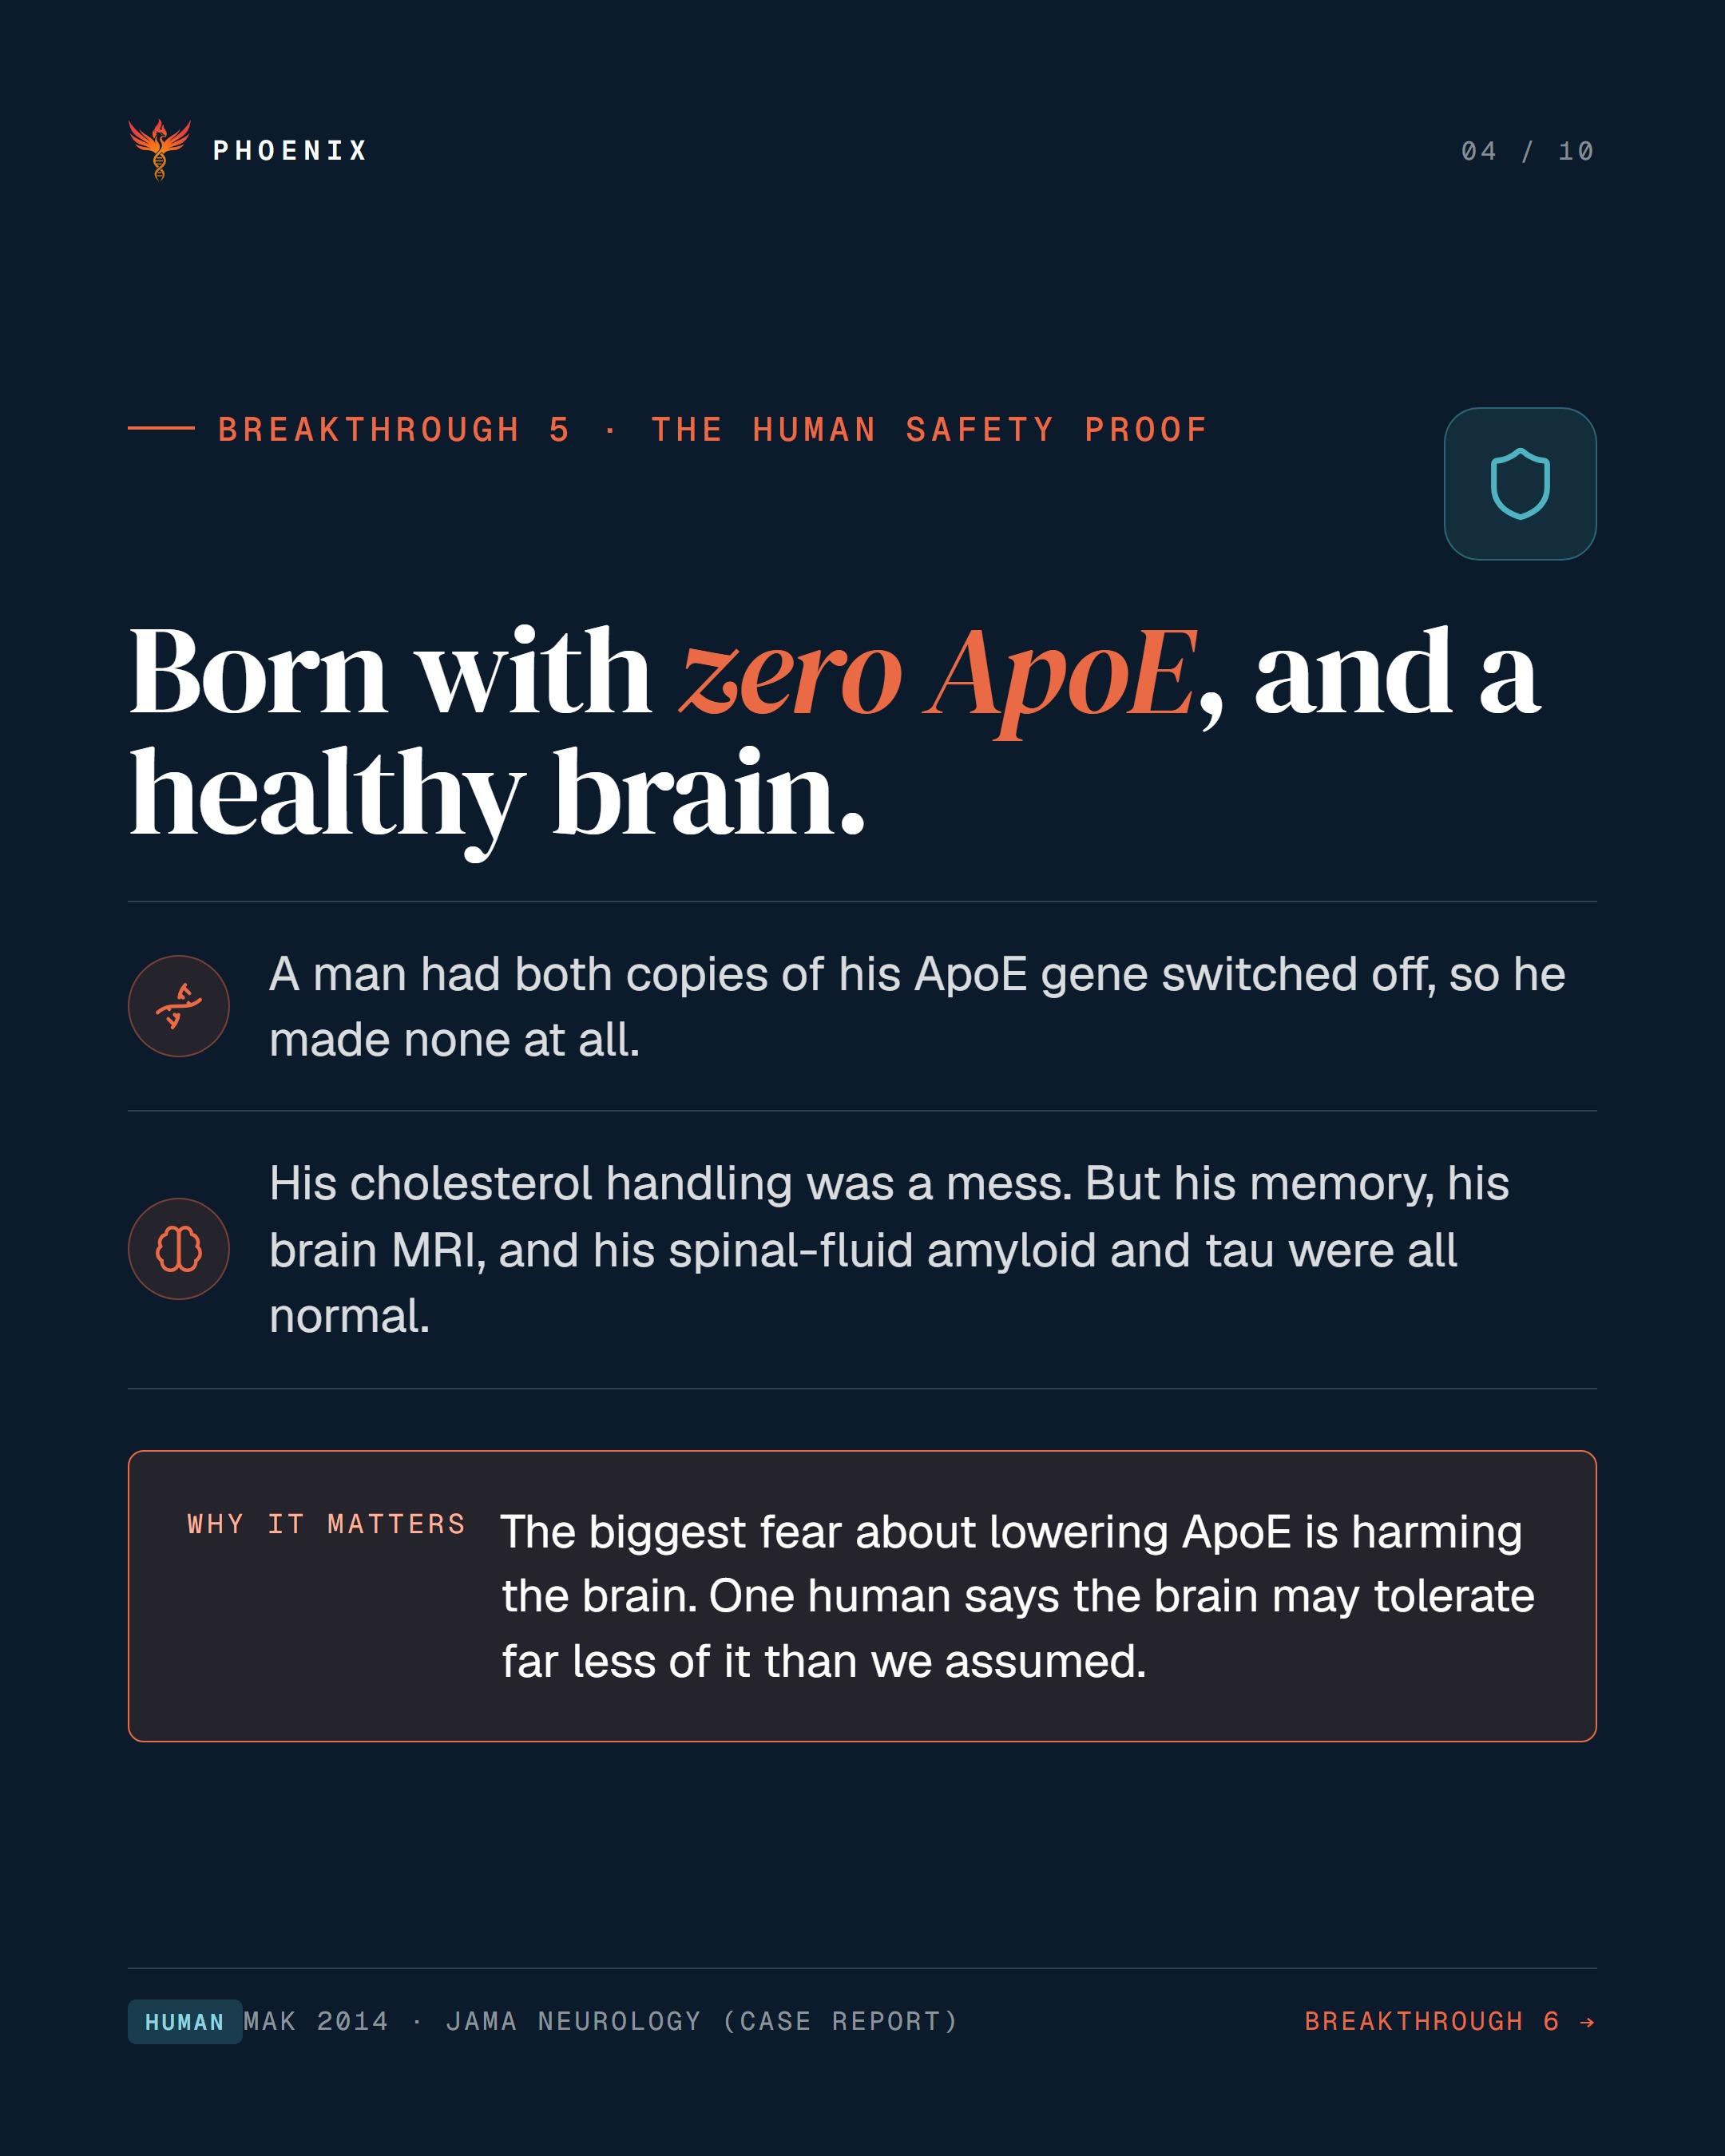 PHOENIX
04 / 10
BREAKTHROUGH 5 · THE HUMAN SAFETY PROOF
Born with zero ApoE, and a
healthy brain.
A man had both copies of his ApoE gene switched off, so he
made none at all.
His cholesterol handling was a mess. But his memory, his
brain MRI, and his spinal-fluid amyloid and tau were all
normal.
WHY IT MATTERS
The biggest fear about lowering ApoE is harming
the brain. One human says the brain may tolerate
far less of it than we assumed.
HUMAN MAK 2014 · JAMA NEUROLOGY (CASE REPORT)
BREAKTHROUGH 6 →